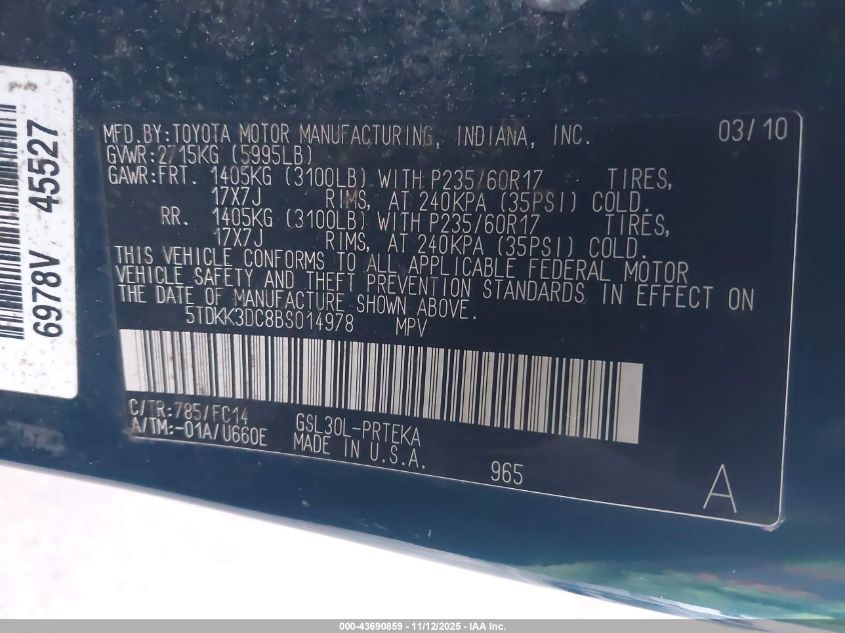 MFD.BY:TOYOTA MOTOR MANUFACTURING, INDIANA, INC. 03/10
GVWR:2715KG (5995LB)
GAWR:FRT. 1405KG (3100LB) WITH P235/60R17 TIRES,
17X7J RIMS, AT 240KPA (35PSI) COLD.
RR. 1405KG (3100LB) WITH P235/60R17 TIRES,
17X7J RIMS, AT 240KPA (35PSI) COLD.
THIS VEHICLE CONFORMS TO ALL APPLICABLE FEDERAL MOTOR
VEHICLE SAFETY AND THEFT PREVENTION STANDARDS IN EFFECT ON
THE DATE OF MANUFACTURE SHOWN ABOVE.
5TDKK3DC8BS014978 MPV
C/TR:785/FC14 GSL30L-PRTEKA
A/TM:-01A/U660E MADE IN U.S.A.
965
A
6978V 45527
000-43690859 - 11/12/2025 - IAA Inc.